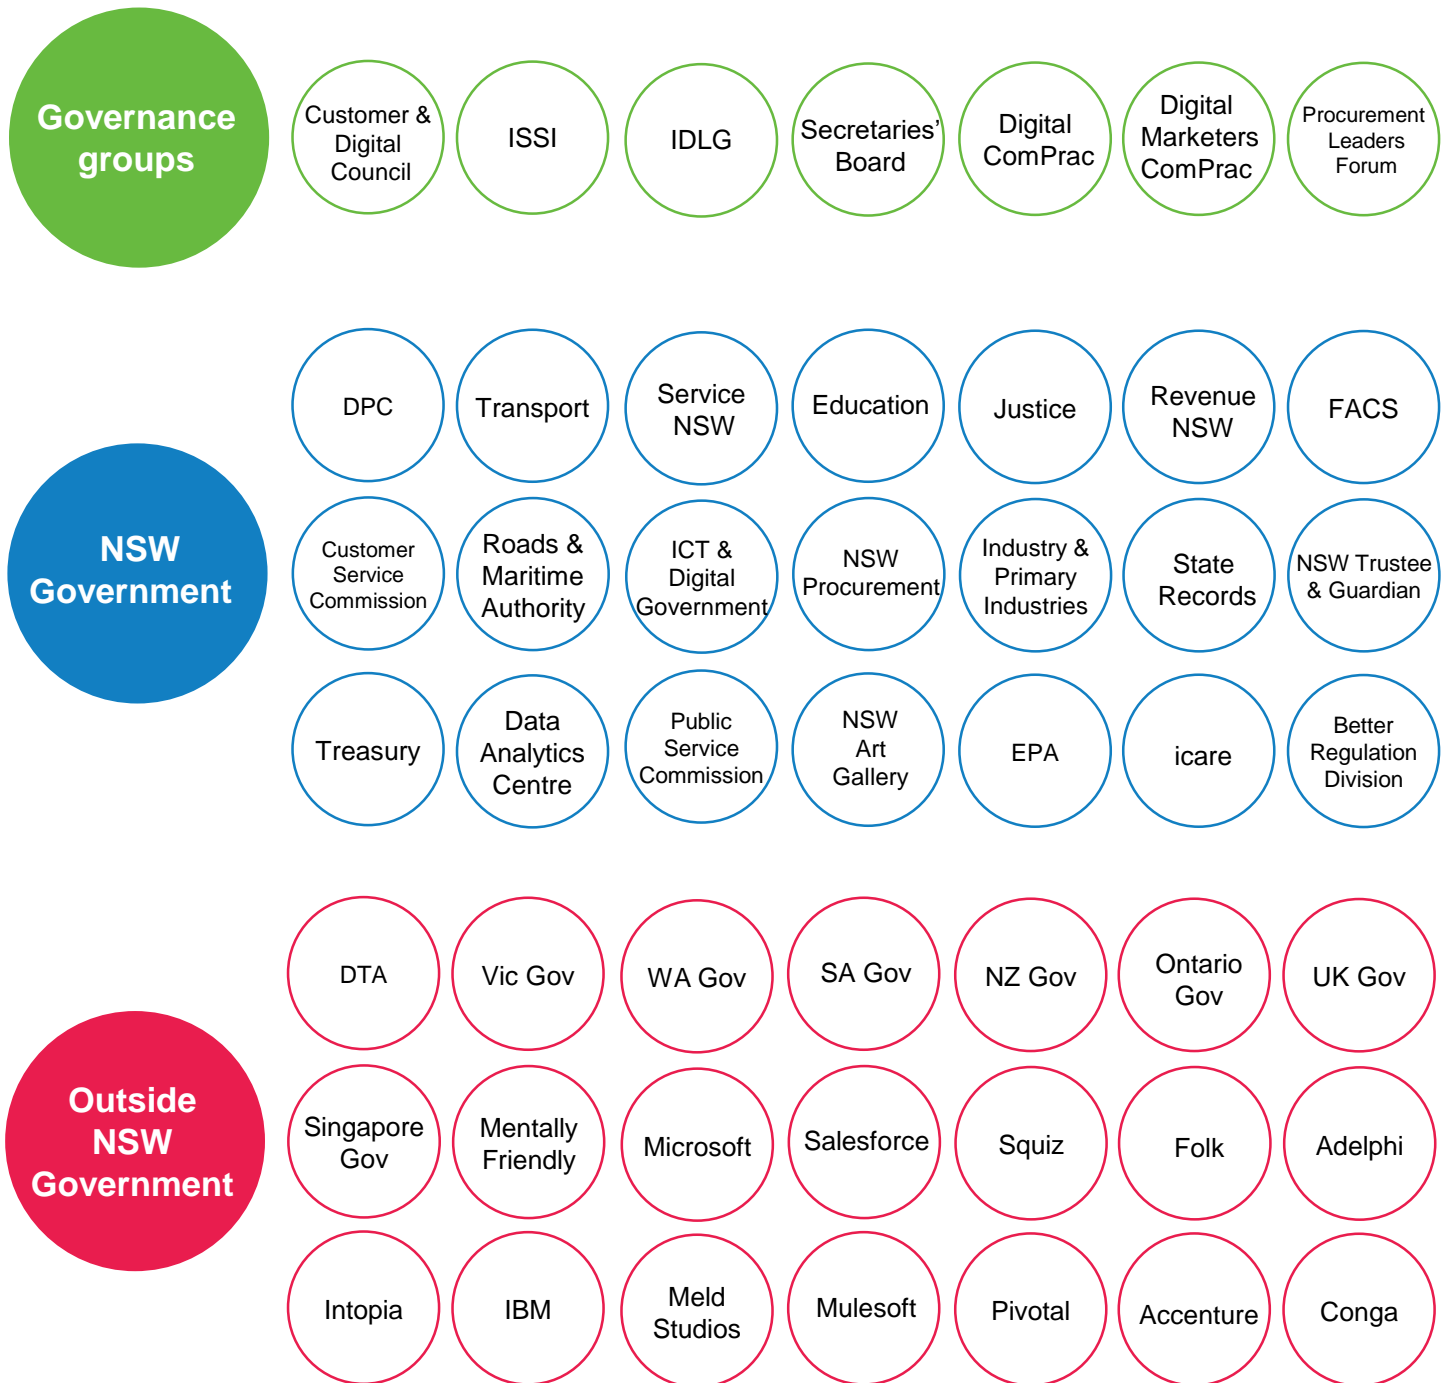 Governance
groups
Customer &
Digital
Council
ISSI
IDLG
Secretaries'
Board
Digital
ComPrac
Digital
Marketers
ComPrac
Procurement
Leaders
Forum
NSW
Government
DPC
Transport
Service
NSW
Education
Justice
Revenue
NSW
FACS
Customer
Service
Commission
Roads &
Maritime
Authority
ICT &
Digital
Government
NSW
Procurement
Industry &
Primary
Industries
State
Records
NSW Trustee
& Guardian
Treasury
Data
Analytics
Centre
Public
Service
Commission
NSW
Art
Gallery
EPA
icare
Better
Regulation
Division
Outside
NSW
Government
DTA
Vic Gov
WA Gov
SA Gov
NZ Gov
Ontario
Gov
UK Gov
Singapore
Gov
Mentally
Friendly
Microsoft
Salesforce
Squiz
Folk
Adelphi
Intopia
IBM
Meld
Studios
Mulesoft
Pivotal
Accenture
Conga